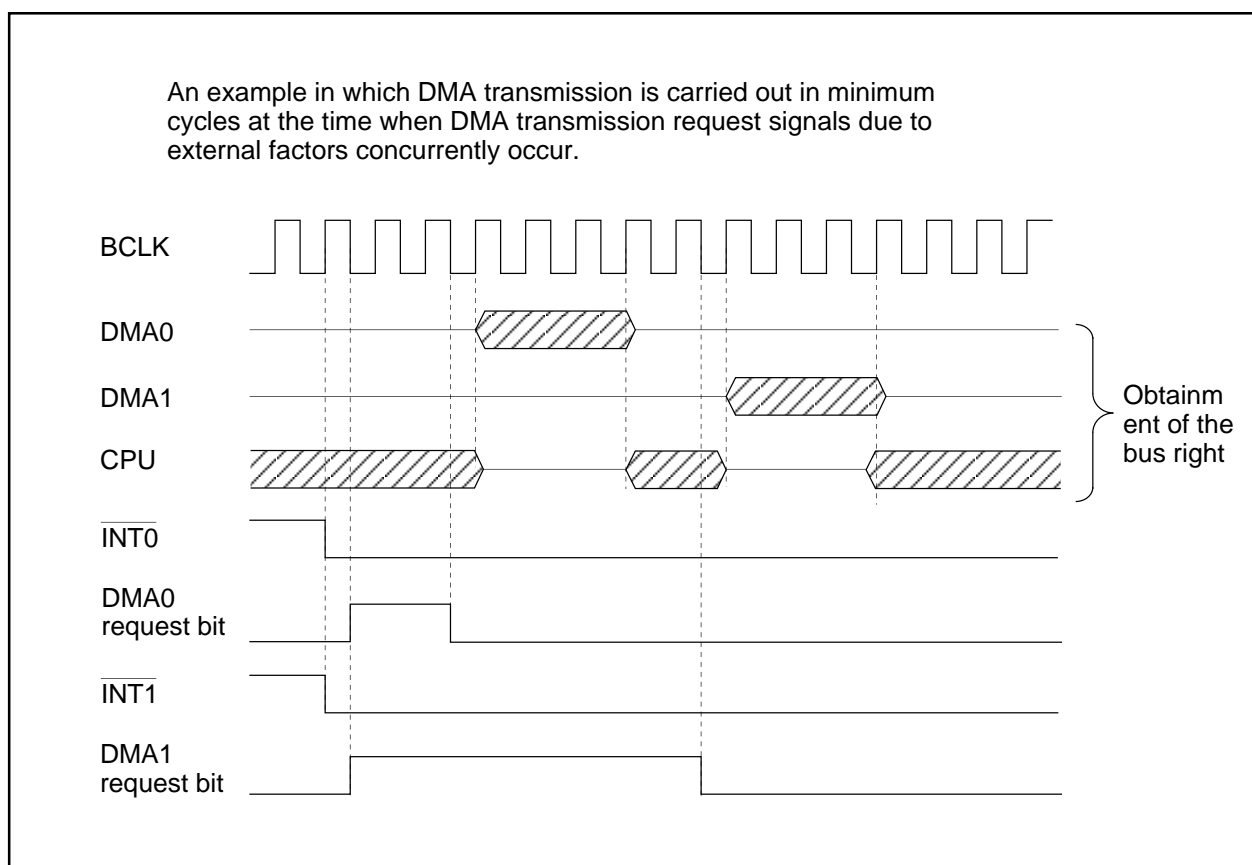 An example in which DMA transmission is carried out in minimum
cycles at the time when DMA transmission request signals due to
external factors concurrently occur.
BCLK
DMA0
DMA1
CPU
Obtainm
ent of the
bus right
INT0
DMA0
request bit
INT1
DMA1
request bit